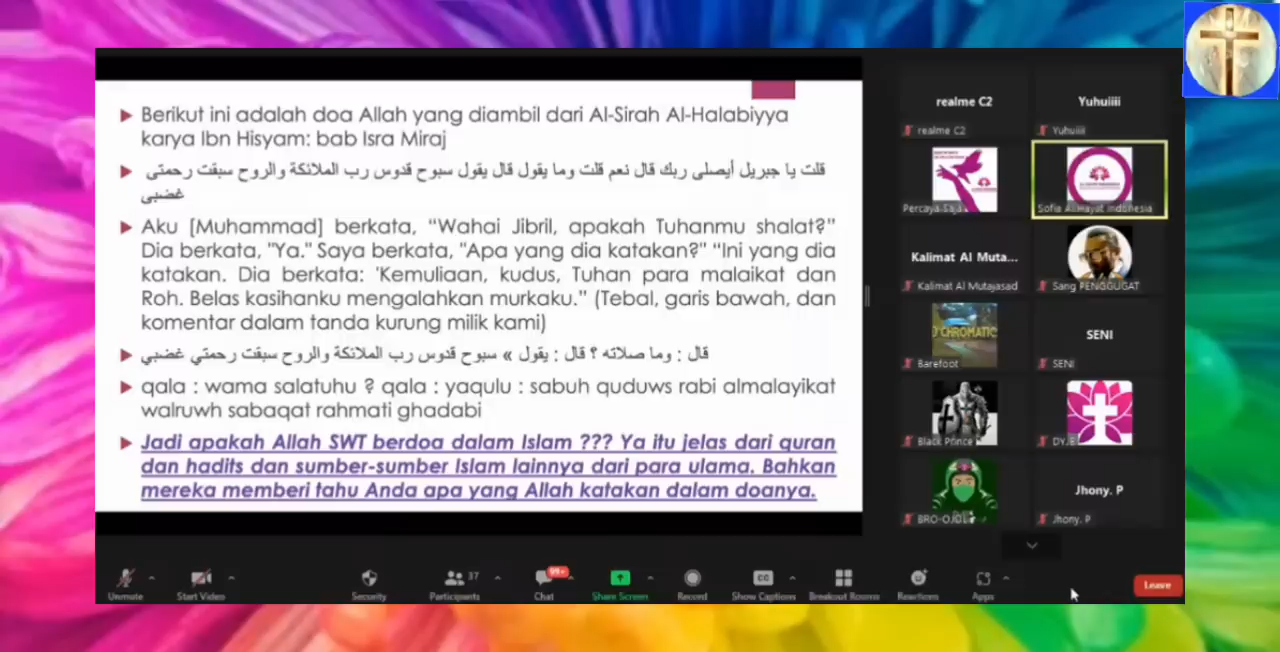 Berikut ini adalah doa Allah yang diambil dari Al-Sirah Al-Halabiyya
karya Ibn Hisyam: bab Isra Miraj
قلت يا جبريل أيصلى ربك قال نعم قلت وما يقول قال يقول سبوح قدوس رب الملائكة والروح سبقت رحمتى
غضبى
Aku [Muhammad] berkata, “Wahai Jibril, apakah Tuhanmu shalat?”
Dia berkata, "Ya." Saya berkata, "Apa yang dia katakan?" “Ini yang dia
katakan. Dia berkata: 'Kemuliaan, kudus, Tuhan para malaikat dan
Roh. Belas kasihanku mengalahkan murkaku.” (Tebal, garis bawah, dan
komentar dalam tanda kurung milik kami)
قال : وما صلاته ؟ قال : يقول » سبوح قدوس رب الملائكة والروح سبقت رحمتي غضبي
qala : wama salatuhu ? qala : yaqulu : sabuh quduws rabi almalayikat
walruwh sabaqat rahmati ghadabi
Jadi apakah Allah SWT berdoa dalam Islam ??? Ya itu jelas dari quran
dan hadits dan sumber-sumber Islam lainnya dari para ulama. Bahkan
mereka memberi tahu Anda apa yang Allah katakan dalam doanya.
realme C2
realme C2
Yuhuiiii
Yuhuiiii
Percaya Saja
Sofia AlHayat Indonesia
Kalimat Al Muta...
Kalimat Al Mutajasad
Sang PENGGUGAT
O'CHROMATIC
Barefoot
SENI
SENI
Black Prince
DY.E
BRO-OJOL
Jhony. P
Jhony. P
Unmute
Start Video
Security
37
Participants
99+
Chat
Share Screen
Record
CC
Show Captions
Breakout Rooms
Reactions
Apps
Leave